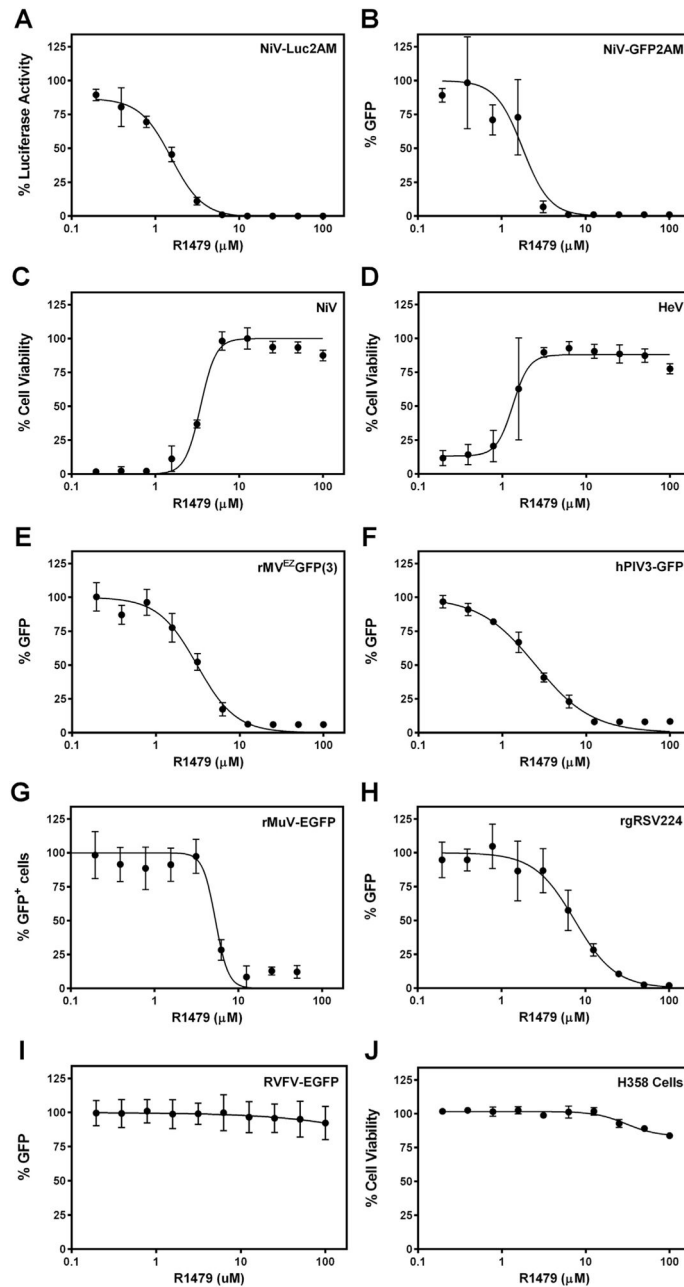 A
NiV-Luc2AM
% Luciferase Activity
125
100
75
50
25
0
0.1
1
10
100
R1479 (μM)
B
NiV-GFP2AM
% GFP
125
100
75
50
25
0
0.1
1
10
100
R1479 (μM)
C
NiV
% Cell Viability
125
100
75
50
25
0
0.1
1
10
100
R1479 (μM)
D
HeV
% Cell Viability
125
100
75
50
25
0
0.1
1
10
100
R1479 (μM)
E
rMV^EZ GFP(3)
% GFP
125
100
75
50
25
0
0.1
1
10
100
R1479 (μM)
F
hPIV3-GFP
% GFP
125
100
75
50
25
0
0.1
1
10
100
R1479 (μM)
G
rMuV-EGFP
% GFP+ cells
125
100
75
50
25
0
0.1
1
10
100
R1479 (μM)
H
rgRSV224
% GFP
125
100
75
50
25
0
0.1
1
10
100
R1479 (μM)
I
RVFV-EGFP
% GFP
125
100
75
50
25
0
0.1
1
10
100
R1479 (uM)
J
H358 Cells
% Cell Viability
125
100
75
50
25
0
0.1
1
10
100
R1479 (μM)